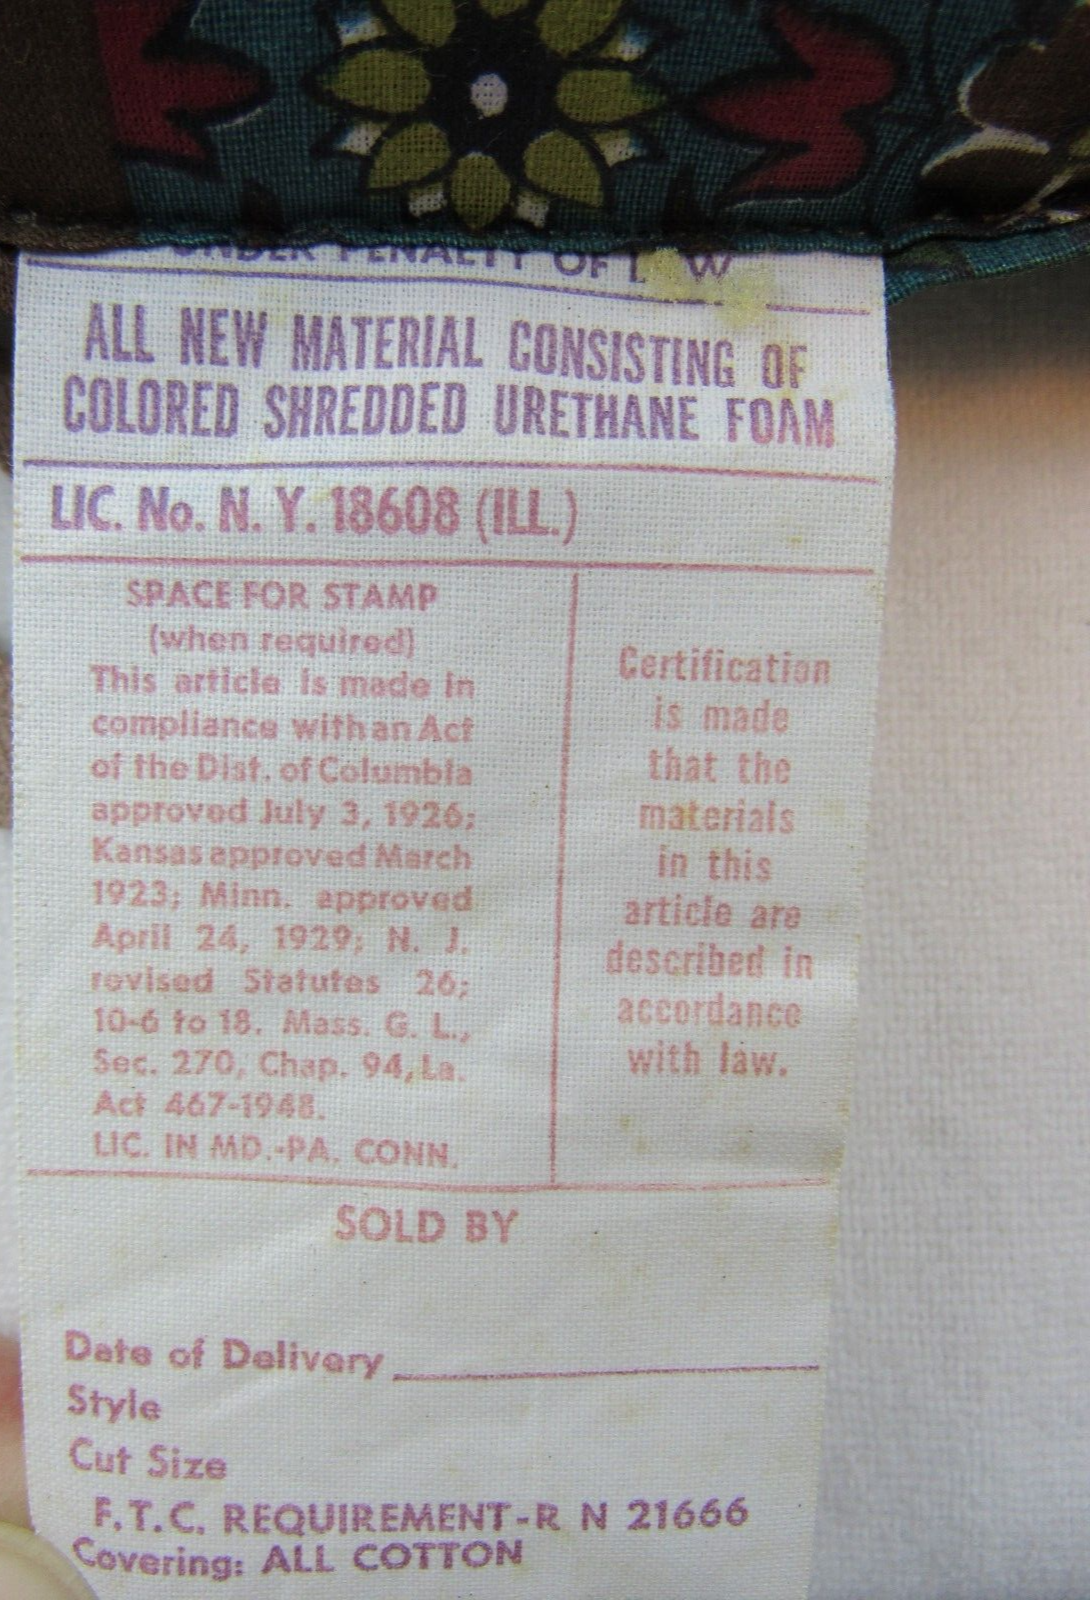 UNDER PENALTY OF L W
ALL NEW MATERIAL CONSISTING OF
COLORED SHREDDED URETHANE FOAM
LIC. No. N. Y. 18608 (ILL.)
SPACE FOR STAMP
(when required)
This article is made in
compliance with an Act
of the Dist. of Columbia
approved July 3, 1926;
Kansas approved March
1923; Minn. approved
April 24, 1929; N. J.
revised Statutes 26;
10-6 to 18. Mass. G. L.,
Sec. 270, Chap. 94, La.
Act 467-1948.
LIC. IN MD.-PA. CONN.
Certification
is made
that the
materials
in this
article are
described in
accordance
with law.
SOLD BY
Date of Delivery
Style
Cut Size
F.T.C. REQUIREMENT-R N 21666
Covering: ALL COTTON